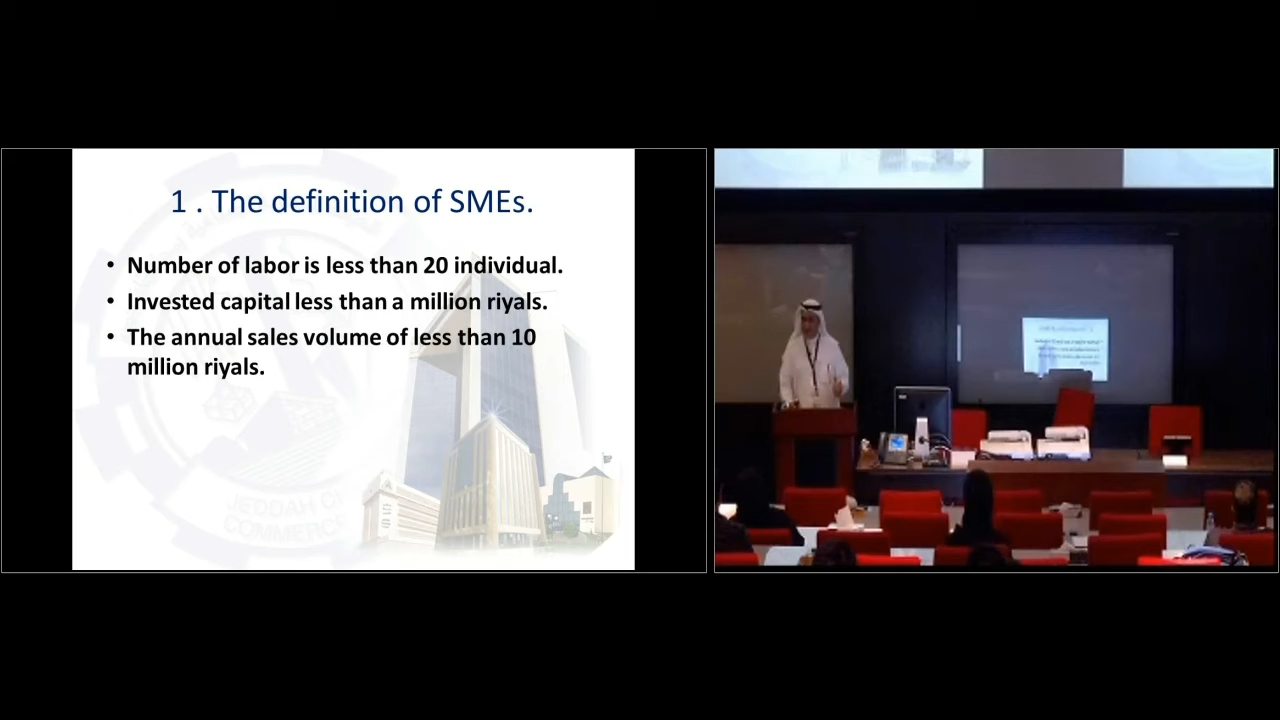 1 . The definition of SMEs.
• Number of labor is less than 20 individual.
• Invested capital less than a million riyals.
• The annual sales volume of less than 10
million riyals.
JEDDAH
COMMERCE